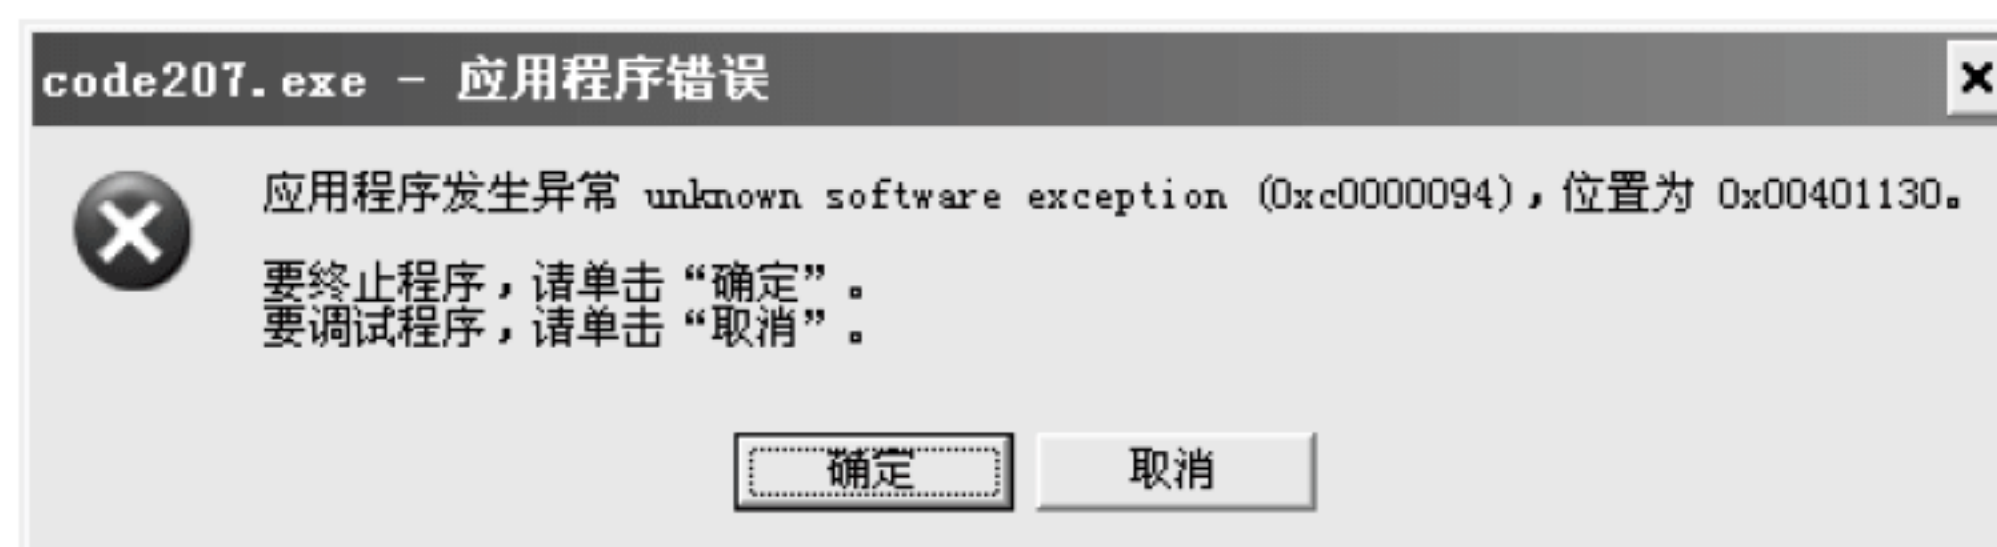 code207.exe - 应用程序错误
应用程序发生异常 unknown software exception (0xc0000094)，位置为 0x00401130。
要终止程序，请单击“确定”。
要调试程序，请单击“取消”。
确定 取消